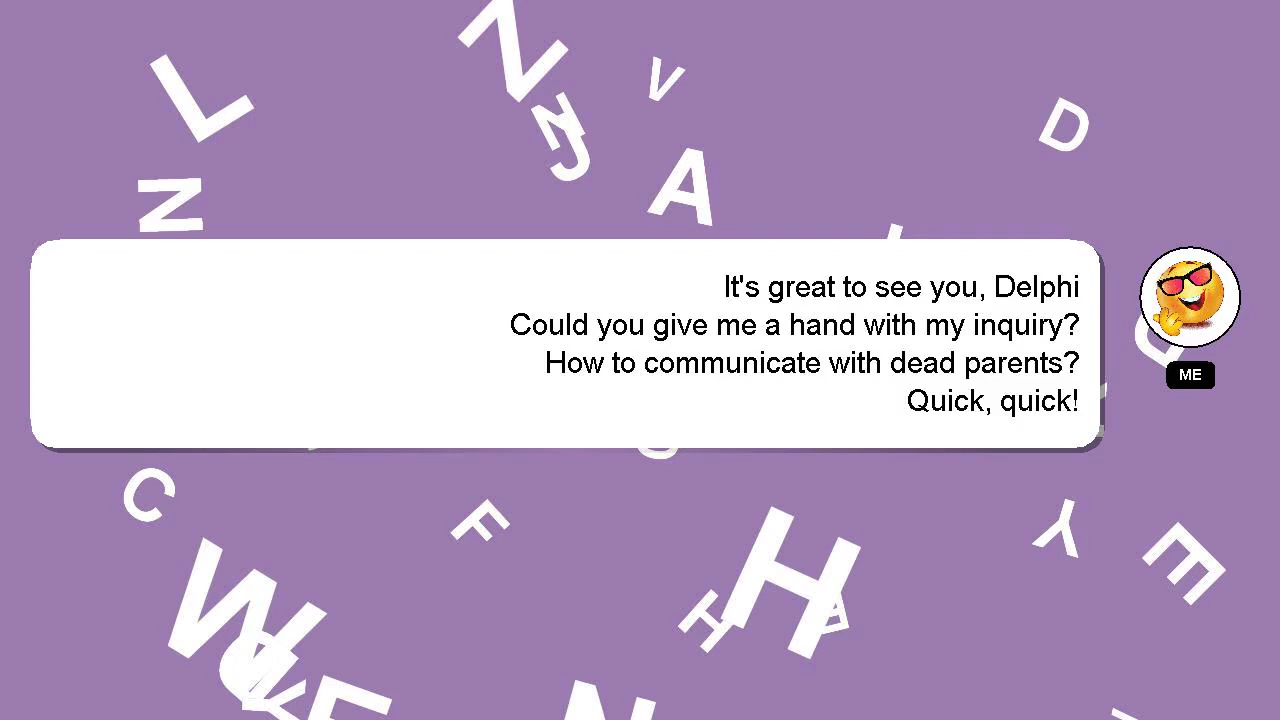 It's great to see you, Delphi
Could you give me a hand with my inquiry?
How to communicate with dead parents?
Quick, quick!
ME
L
N
V
N
J
D
A
N
C
F
H
Y
E
W
H